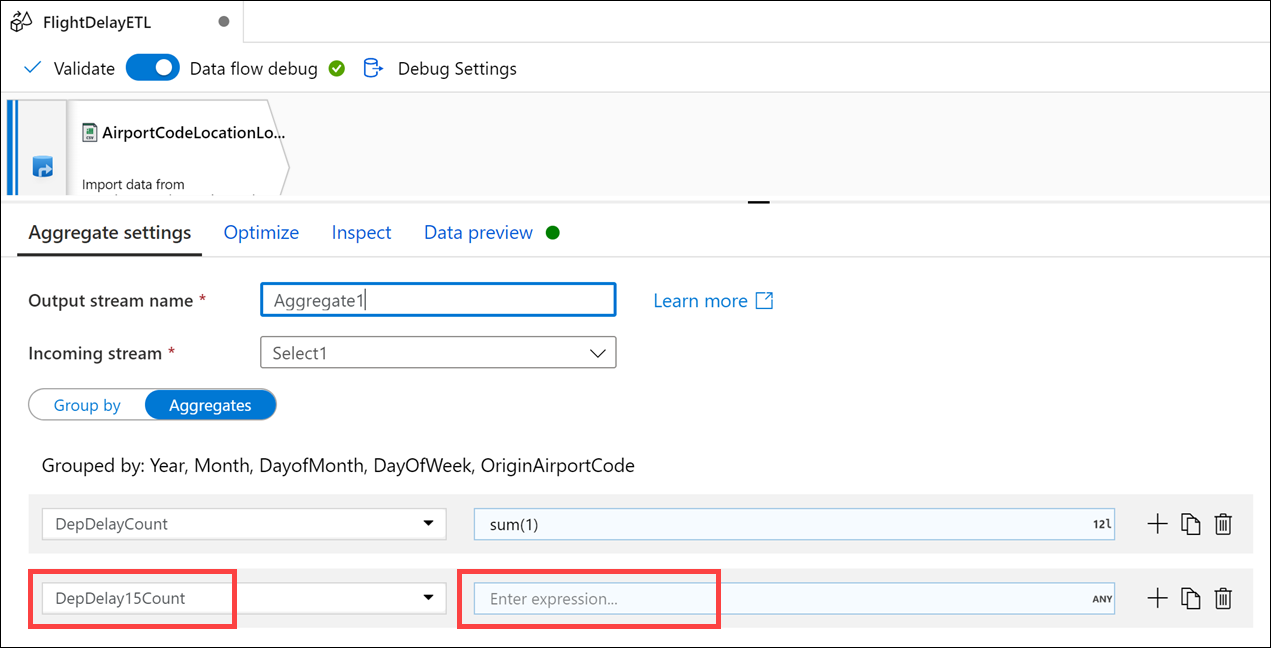 FlightDelayETL
Validate Data flow debug Debug Settings
CSV
AirportCodeLocationLo...
Import data from
Aggregate settings Optimize Inspect Data preview
Output stream name * Aggregate1 Learn more
Incoming stream * Select1
Group by Aggregates
Grouped by: Year, Month, DayofMonth, DayOfWeek, OriginAirportCode
DepDelayCount sum(1) 12l
DepDelay15Count Enter expression... ANY